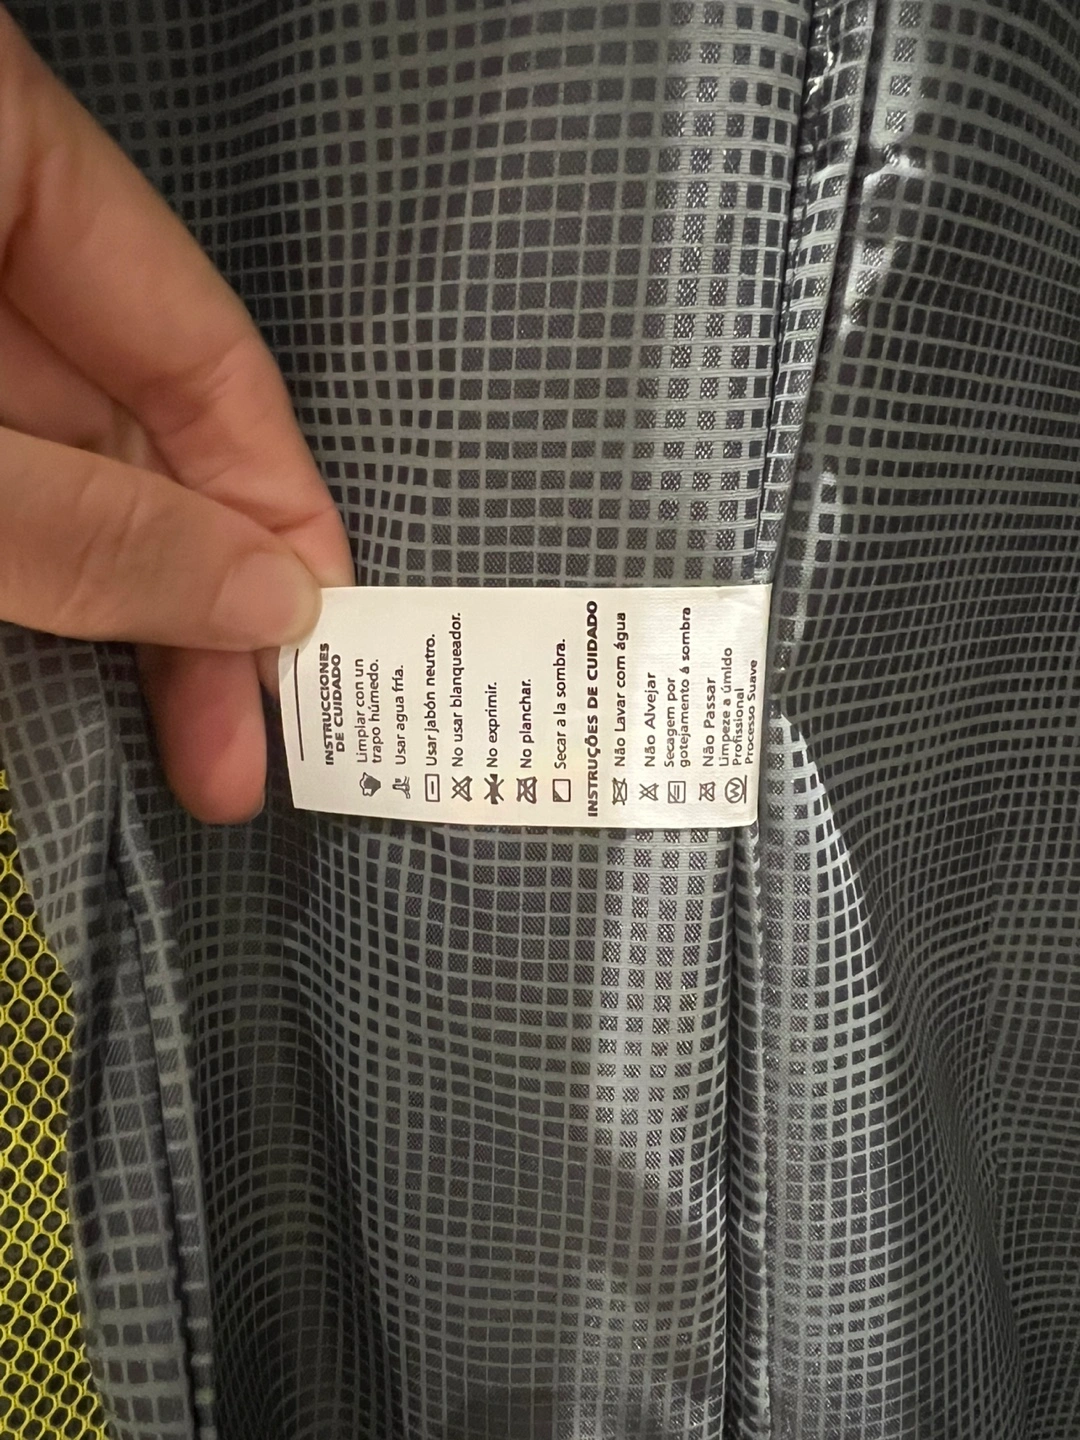 INSTRUCCIONES
DE CUIDADO
Limpiar con un
trapo húmedo.
Usar agua fría.
Usar jabón neutro.
No usar blanqueador.
No exprimir.
No planchar.
Secar a la sombra.
INSTRUÇÕES DE CUIDADO
Não Lavar com água
Não Alvejar
Secagem por
gotejamento á sombra
Não Passar
Limpeze a úmido
Profissional
Processo Suave